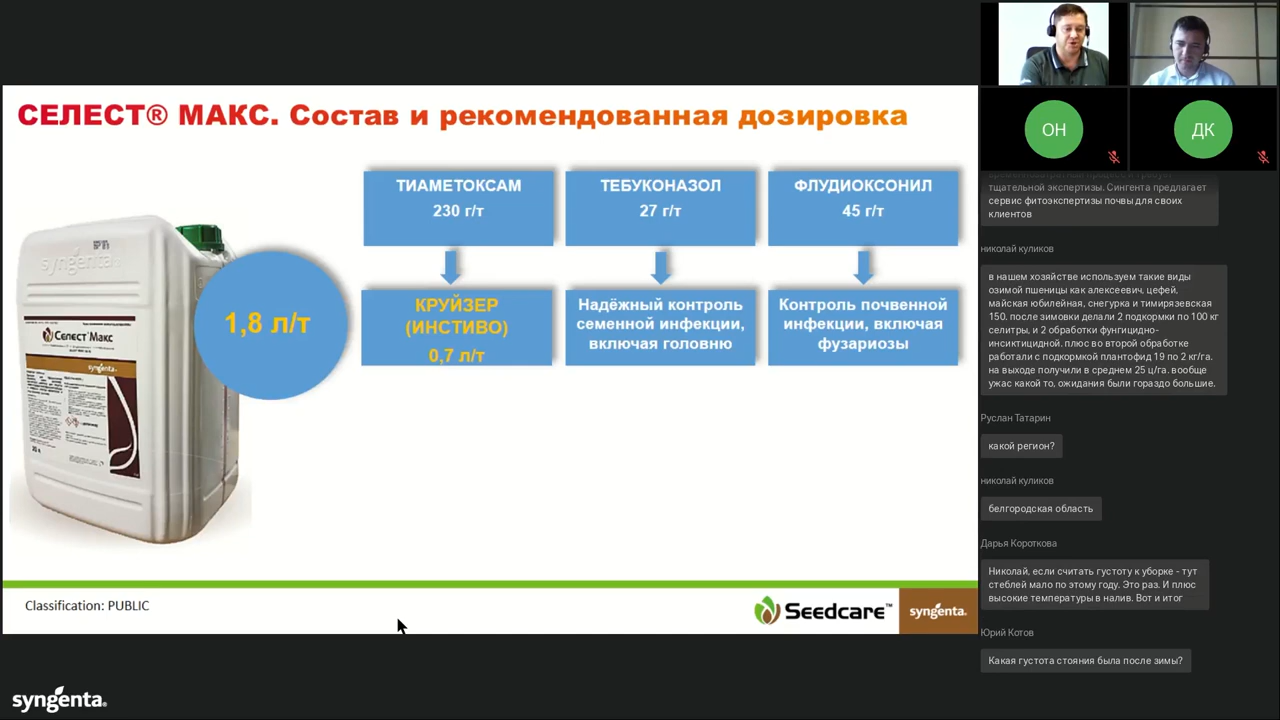 СЕЛЕСТ® МАКС. Состав и рекомендованная дозировка
ТИАМЕТОКСАМ
230 г/т
ТЕБУКОНАЗОЛ
27 г/т
ФЛУДИОКСОНИЛ
45 г/т
syngenta
Селест Макс
syngenta
1,8 л/т
КРУЙЗЕР
(ИНСТИВО)
0,7 л/т
Надёжный контроль
семенной инфекции,
включая головню
Контроль почвенной
инфекции, включая
фузариозы
Classification: PUBLIC
Seedcare™
syngenta.
syngenta.
ОН
ДК
тщательной экспертизы. Сингента предлагает
сервис фитоэкспертизы почвы для своих
клиентов
николай куликов
в нашем хозяйстве используем такие виды
озимой пшеницы как алексеевич, цефей,
майская юбилейная, снегурка и тимирязевская
150. после зимовки делали 2 подкормки по 100 кг
селитры, и 2 обработки фунгицидно-
инсиктицидной. плюс во второй обработке
работали с подкормкой плантофид 19 по 2 кг/га.
на выходе получили в среднем 25 ц/га. вообще
ужас какой то, ожидания были гораздо большие.
Руслан Татарин
какой регион?
николай куликов
белгородская область
Дарья Короткова
Николай, если считать густоту к уборке - тут
стеблей мало по этому году. Это раз. И плюс
высокие температуры в налив. Вот и итог
Юрий Котов
Какая густота стояния была после зимы?